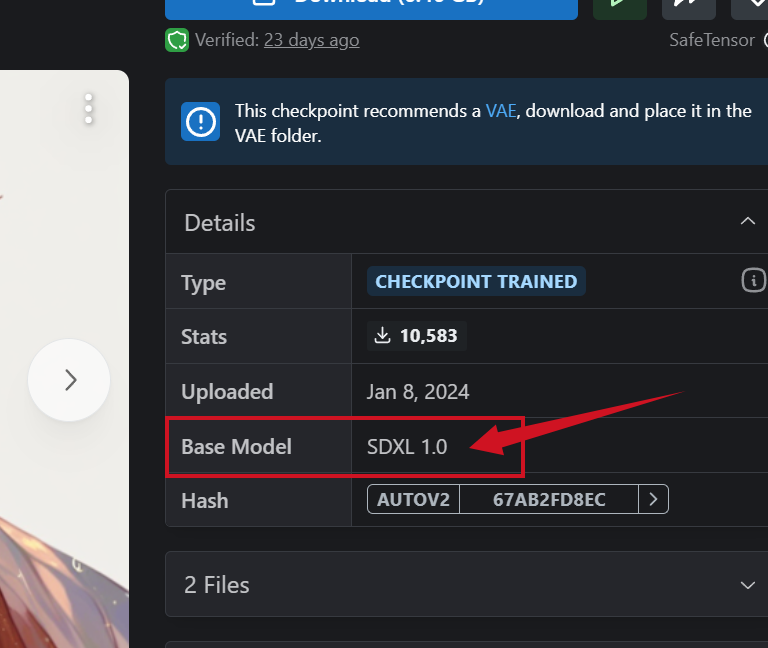 Verified: 23 days ago
SafeTensor
This checkpoint recommends a VAE, download and place it in the
VAE folder.
Details
Type
CHECKPOINT TRAINED
Stats
10,583
Uploaded
Jan 8, 2024
Base Model
SDXL 1.0
Hash
AUTOV2
67AB2FD8EC
2 Files